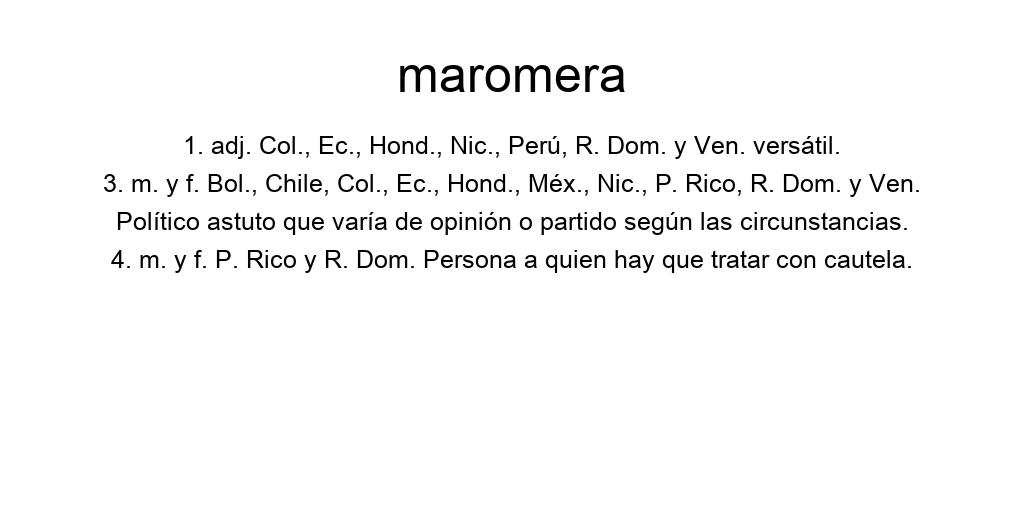 maromera
1. adj. Col., Ec., Hond., Nic., Perú, R. Dom. y Ven. versátil.
3. m. y f. Bol., Chile, Col., Ec., Hond., Méx., Nic., P. Rico, R. Dom. y Ven.
Político astuto que varía de opinión o partido según las circunstancias.
4. m. y f. P. Rico y R. Dom. Persona a quien hay que tratar con cautela.